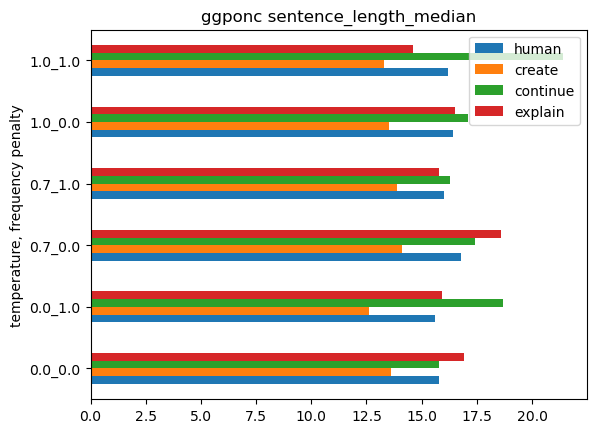 ggponc sentence_length_median
human
create
continue
explain
temperature, frequency penalty
1.0_1.0
1.0_0.0
0.7_1.0
0.7_0.0
0.0_1.0
0.0_0.0
0.0 2.5 5.0 7.5 10.0 12.5 15.0 17.5 20.0